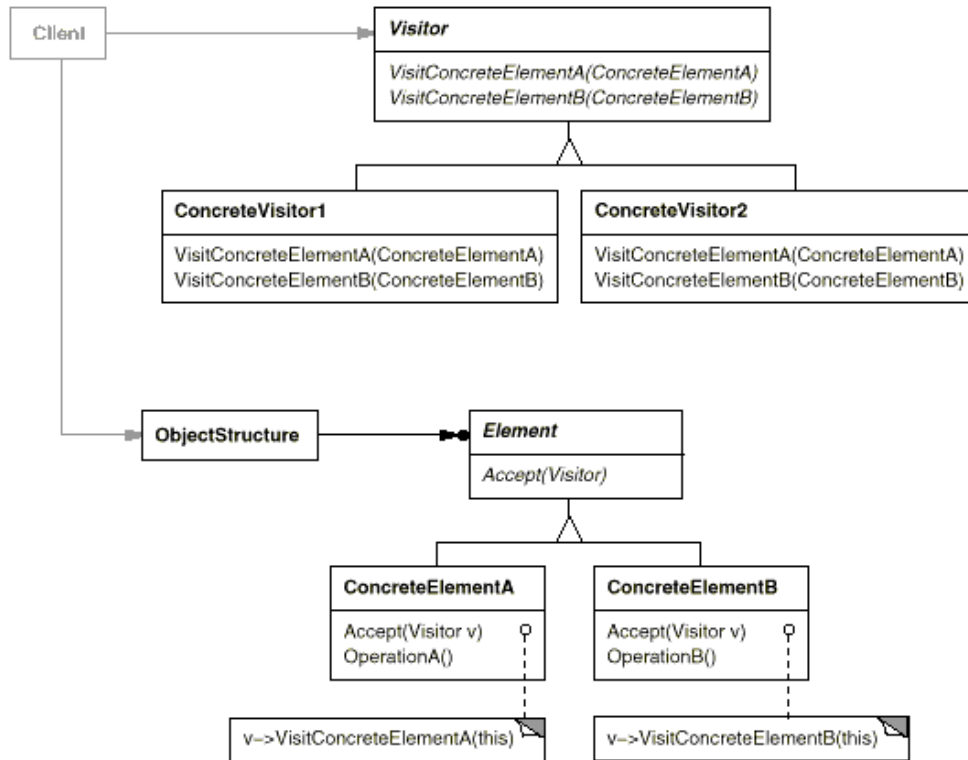 Client
Visitor
VisitConcreteElementA(ConcreteElementA)
VisitConcreteElementB(ConcreteElementB)
ConcreteVisitor1
VisitConcreteElementA(ConcreteElementA)
VisitConcreteElementB(ConcreteElementB)
ConcreteVisitor2
VisitConcreteElementA(ConcreteElementA)
VisitConcreteElementB(ConcreteElementB)
ObjectStructure
Element
Accept(Visitor)
ConcreteElementA
Accept(Visitor v)
OperationA()
ConcreteElementB
Accept(Visitor v)
OperationB()
v–>VisitConcreteElementA(this)
v–>VisitConcreteElementB(this)